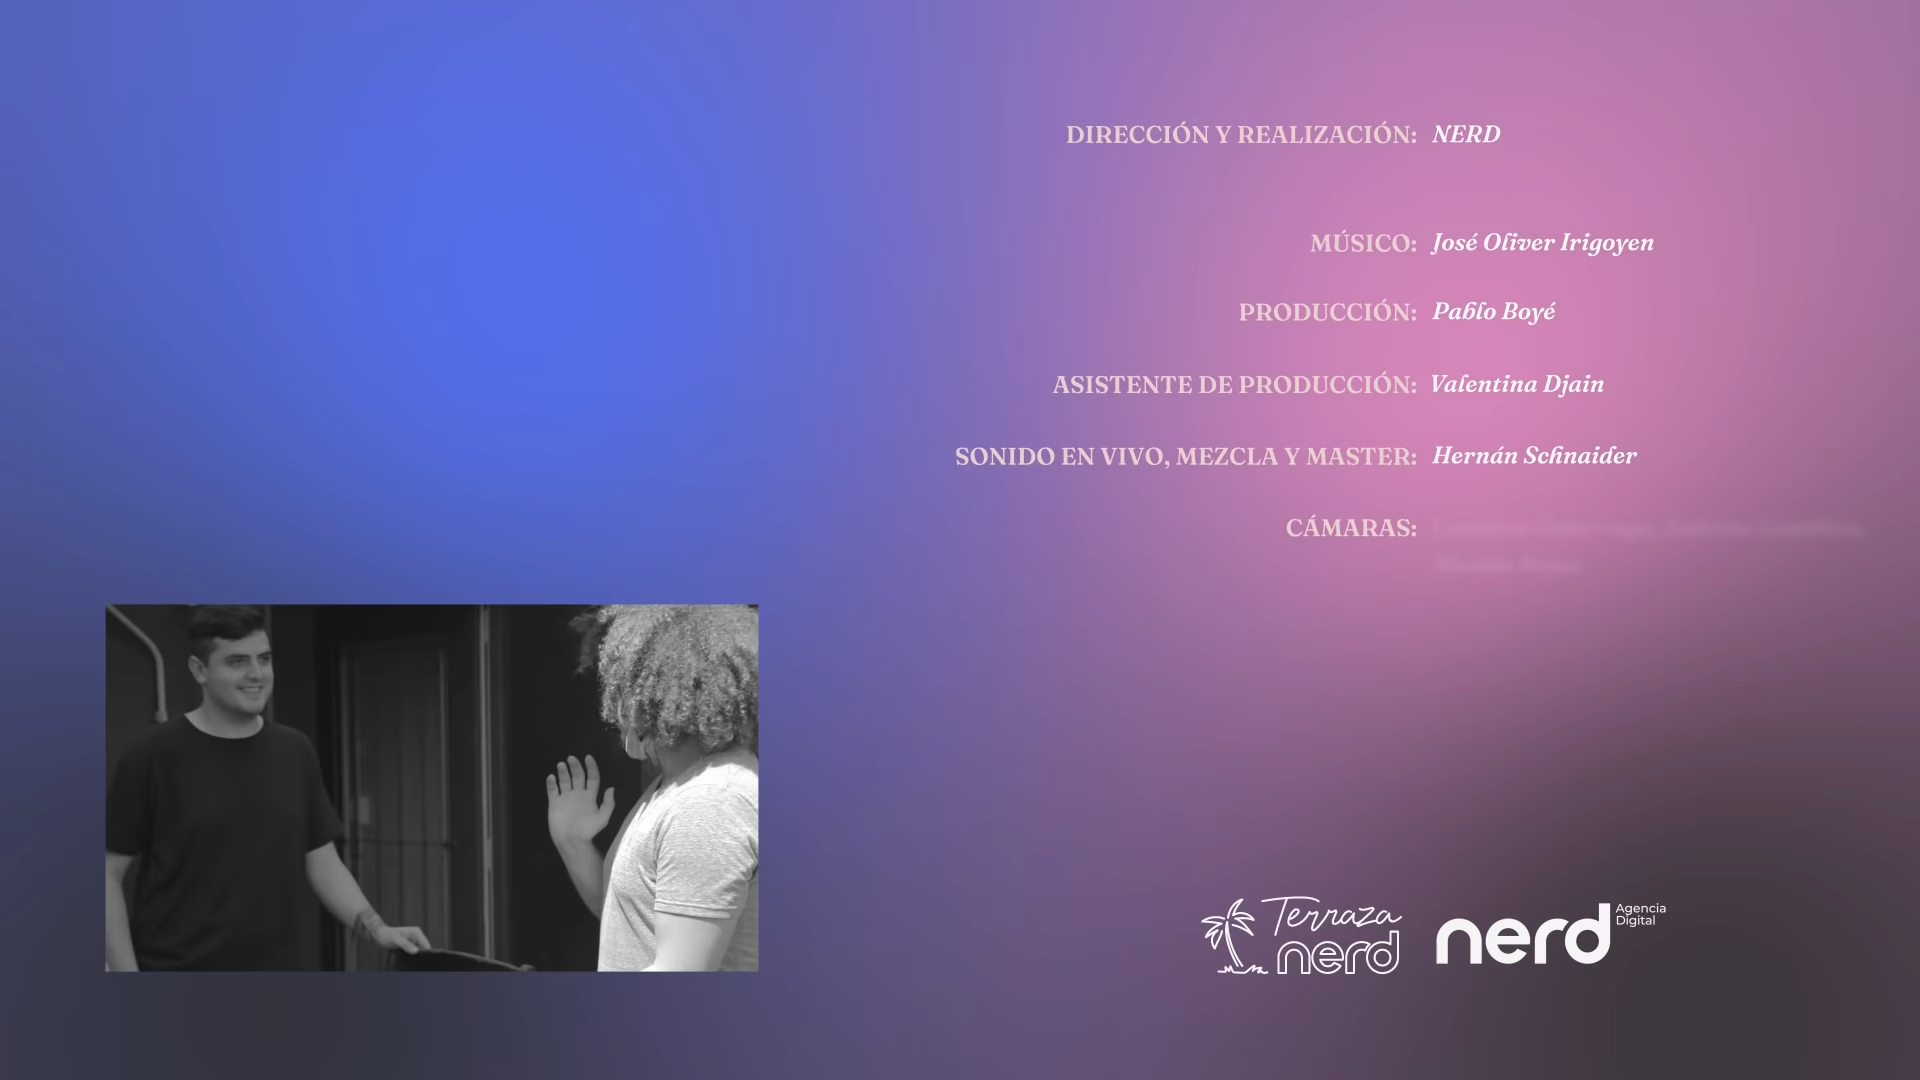 DIRECCIÓN Y REALIZACIÓN: NERD
MÚSICO: José Oliver Irigoyen
PRODUCCIÓN: Pablo Boyé
ASISTENTE DE PRODUCCIÓN: Valentina Djain
SONIDO EN VIVO, MEZCLA Y MASTER: Hernán Schnaider
CÁMARAS:
Terraza
nerd
nerd
Agencia
Digital